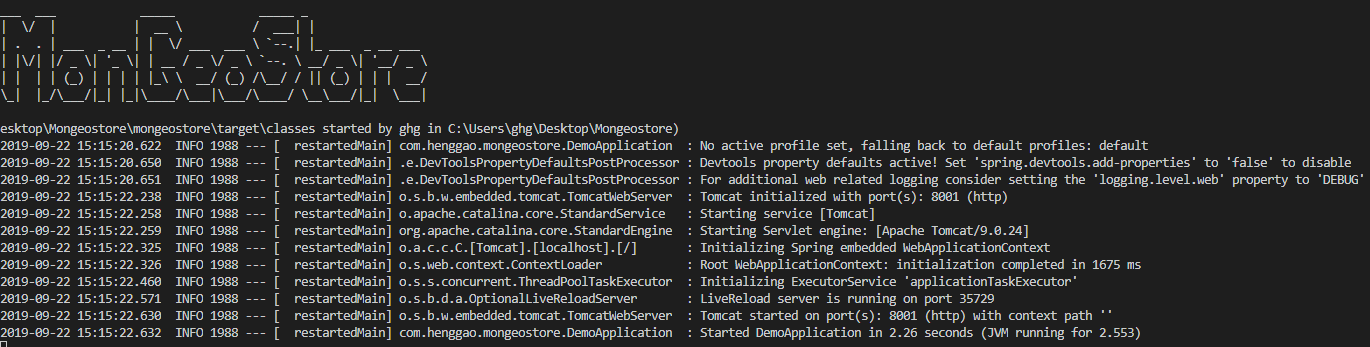 MonGeoStore
esktop\Mongeostore\mongeostore\target\classes started by ghg in C:\Users\ghg\Desktop\Mongeostore)
2019-09-22 15:15:20.622  INFO 1988 --- [  restartedMain] com.henggao.mongeostore.DemoApplication  : No active profile set, falling back to default profiles: default
2019-09-22 15:15:20.650  INFO 1988 --- [  restartedMain] .e.DevToolsPropertyDefaultsPostProcessor : Devtools property defaults active! Set 'spring.devtools.add-properties' to 'false' to disable
2019-09-22 15:15:20.651  INFO 1988 --- [  restartedMain] .e.DevToolsPropertyDefaultsPostProcessor : For additional web related logging consider setting the 'logging.level.web' property to 'DEBUG'
2019-09-22 15:15:22.238  INFO 1988 --- [  restartedMain] o.s.b.w.embedded.tomcat.TomcatWebServer  : Tomcat initialized with port(s): 8001 (http)
2019-09-22 15:15:22.258  INFO 1988 --- [  restartedMain] o.apache.catalina.core.StandardService   : Starting service [Tomcat]
2019-09-22 15:15:22.259  INFO 1988 --- [  restartedMain] org.apache.catalina.core.StandardEngine  : Starting Servlet engine: [Apache Tomcat/9.0.24]
2019-09-22 15:15:22.325  INFO 1988 --- [  restartedMain] o.a.c.c.C.[Tomcat].[localhost].[/]       : Initializing Spring embedded WebApplicationContext
2019-09-22 15:15:22.326  INFO 1988 --- [  restartedMain] o.s.web.context.ContextLoader            : Root WebApplicationContext: initialization completed in 1675 ms
2019-09-22 15:15:22.460  INFO 1988 --- [  restartedMain] o.s.s.concurrent.ThreadPoolTaskExecutor  : Initializing ExecutorService 'applicationTaskExecutor'
2019-09-22 15:15:22.571  INFO 1988 --- [  restartedMain] o.s.b.d.a.OptionalLiveReloadServer       : LiveReload server is running on port 35729
2019-09-22 15:15:22.630  INFO 1988 --- [  restartedMain] o.s.b.w.embedded.tomcat.TomcatWebServer  : Tomcat started on port(s): 8001 (http) with context path ''
2019-09-22 15:15:22.632  INFO 1988 --- [  restartedMain] com.henggao.mongeostore.DemoApplication  : Started DemoApplication in 2.26 seconds (JVM running for 2.553)